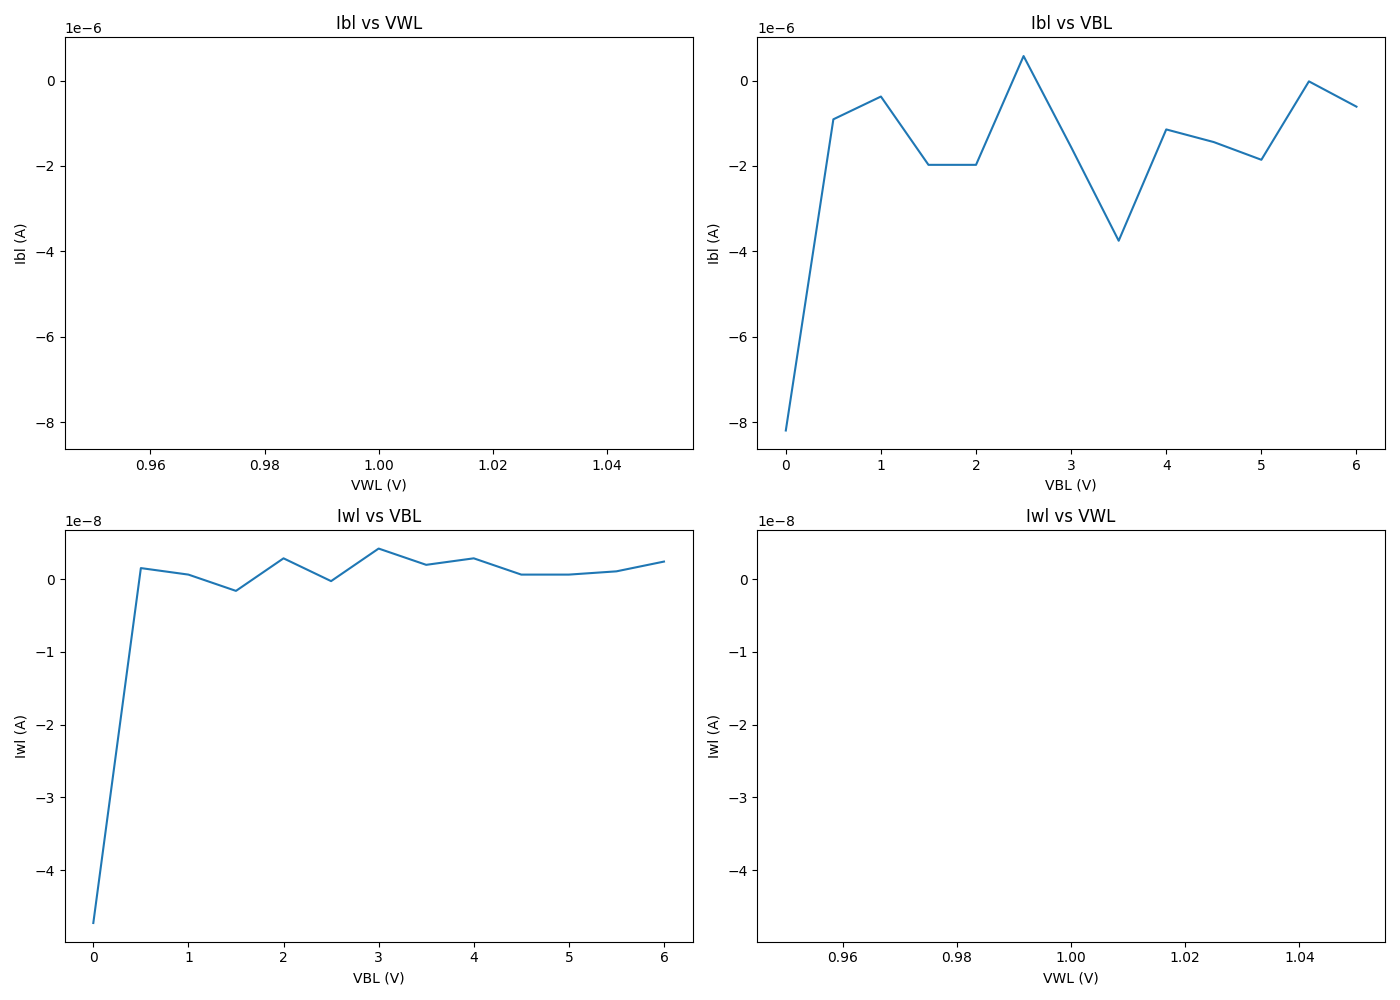 Ibl vs VWL
1e−6
Ibl (A)
0
−2
−4
−6
−8
0.96 0.98 1.00 1.02 1.04
VWL (V)
Ibl vs VBL
1e−6
Ibl (A)
0
−2
−4
−6
−8
0 1 2 3 4 5 6
VBL (V)
Iwl vs VBL
1e−8
Iwl (A)
0
−1
−2
−3
−4
0 1 2 3 4 5 6
VBL (V)
Iwl vs VWL
1e−8
Iwl (A)
0
−1
−2
−3
−4
0.96 0.98 1.00 1.02 1.04
VWL (V)